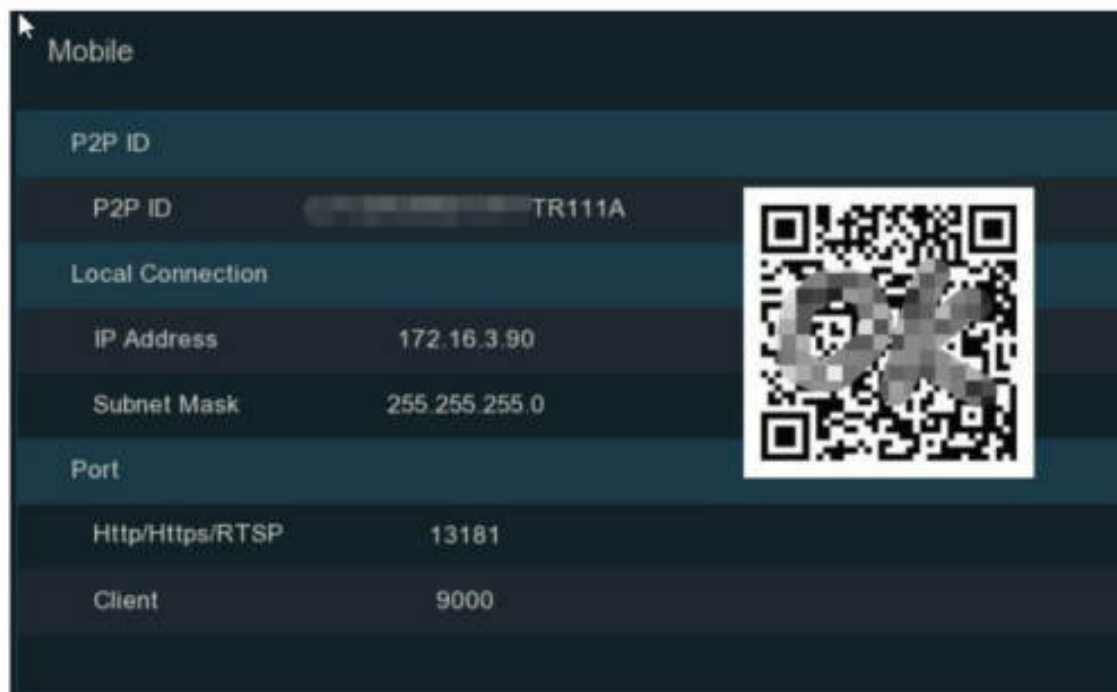 Mobile
P2P ID
P2P ID TR111A
Local Connection
IP Address 172.16.3.90
Subnet Mask 255.255.255.0
Port
Http/Https/RTSP 13181
Client 9000